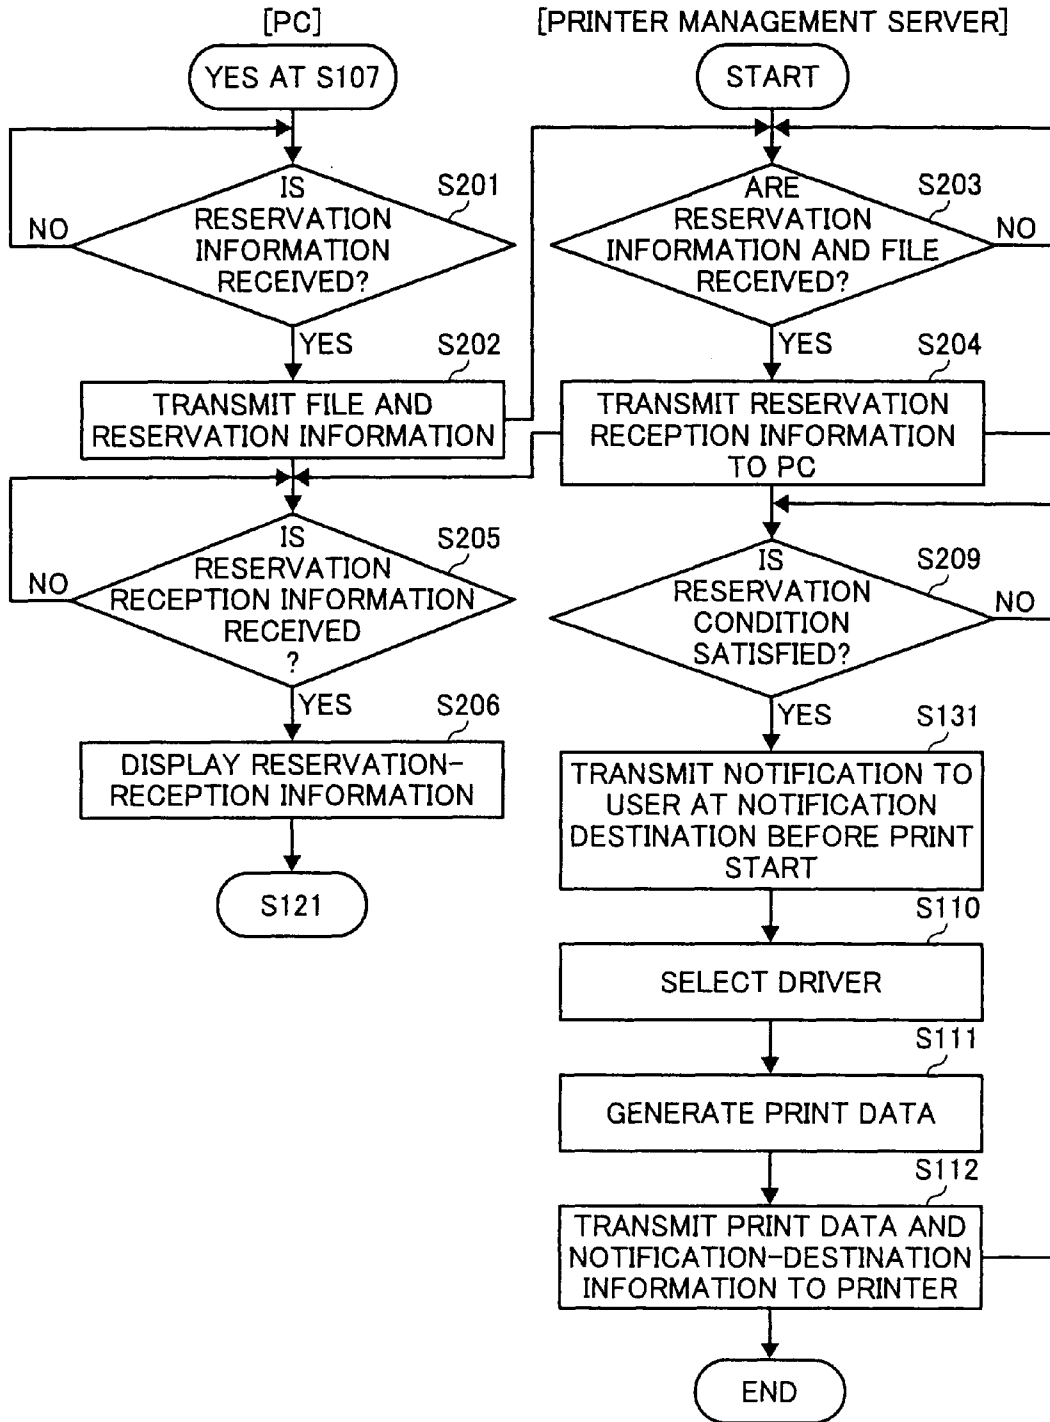 [PC]
YES AT S107
IS
RESERVATION
INFORMATION
RECEIVED?
S201
NO
YES
S202
TRANSMIT FILE AND
RESERVATION INFORMATION
IS
RESERVATION
RECEPTION INFORMATION
RECEIVED
?
S205
NO
YES
S206
DISPLAY RESERVATION-
RECEPTION INFORMATION
S121
[PRINTER MANAGEMENT SERVER]
START
ARE
RESERVATION
INFORMATION AND FILE
RECEIVED?
S203
NO
YES
S204
TRANSMIT RESERVATION
RECEPTION INFORMATION
TO PC
IS
RESERVATION
CONDITION
SATISFIED?
S209
NO
YES
S131
TRANSMIT NOTIFICATION TO
USER AT NOTIFICATION
DESTINATION BEFORE PRINT
START
S110
SELECT DRIVER
S111
GENERATE PRINT DATA
S112
TRANSMIT PRINT DATA AND
NOTIFICATION-DESTINATION
INFORMATION TO PRINTER
END